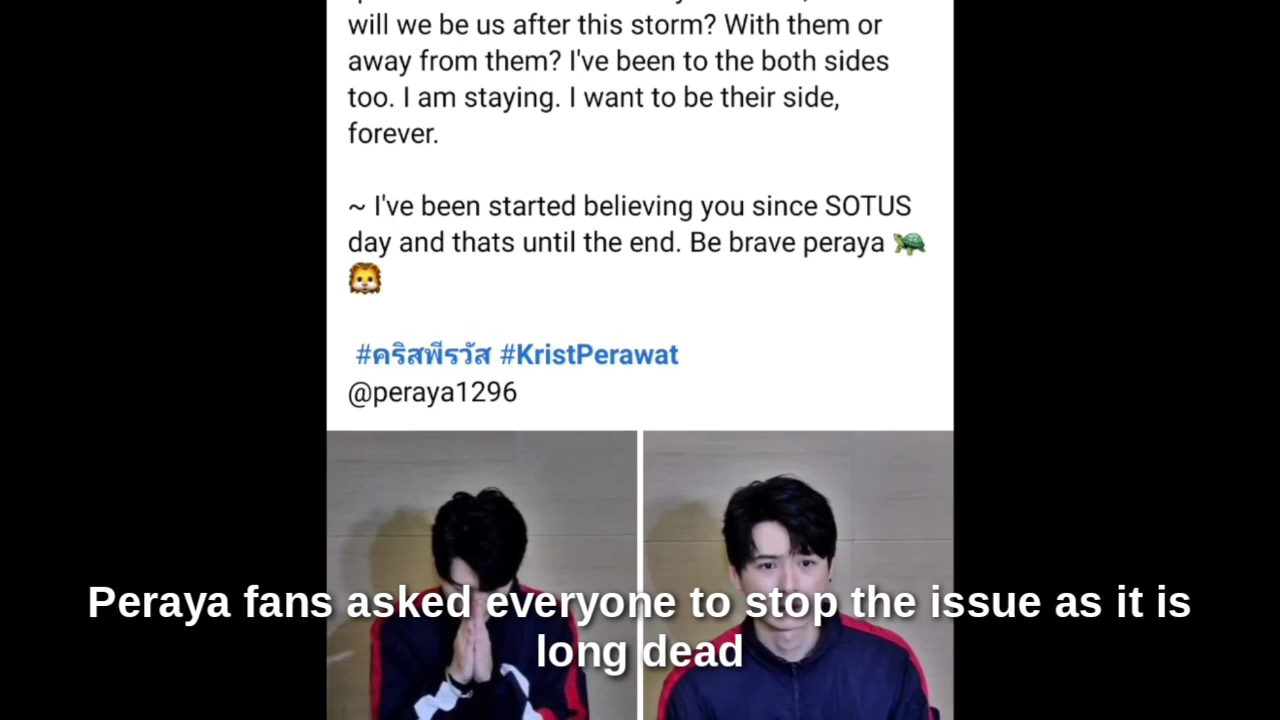 will we be us after this storm? With them or
away from them? I've been to the both sides
too. I am staying. I want to be their side,
forever.
~ I've been started believing you since SOTUS
day and thats until the end. Be brave peraya 🐢
🦁
#คริสพีรวัส #KristPerawat
@peraya1296
Peraya fans asked everyone to stop the issue as it is
long dead